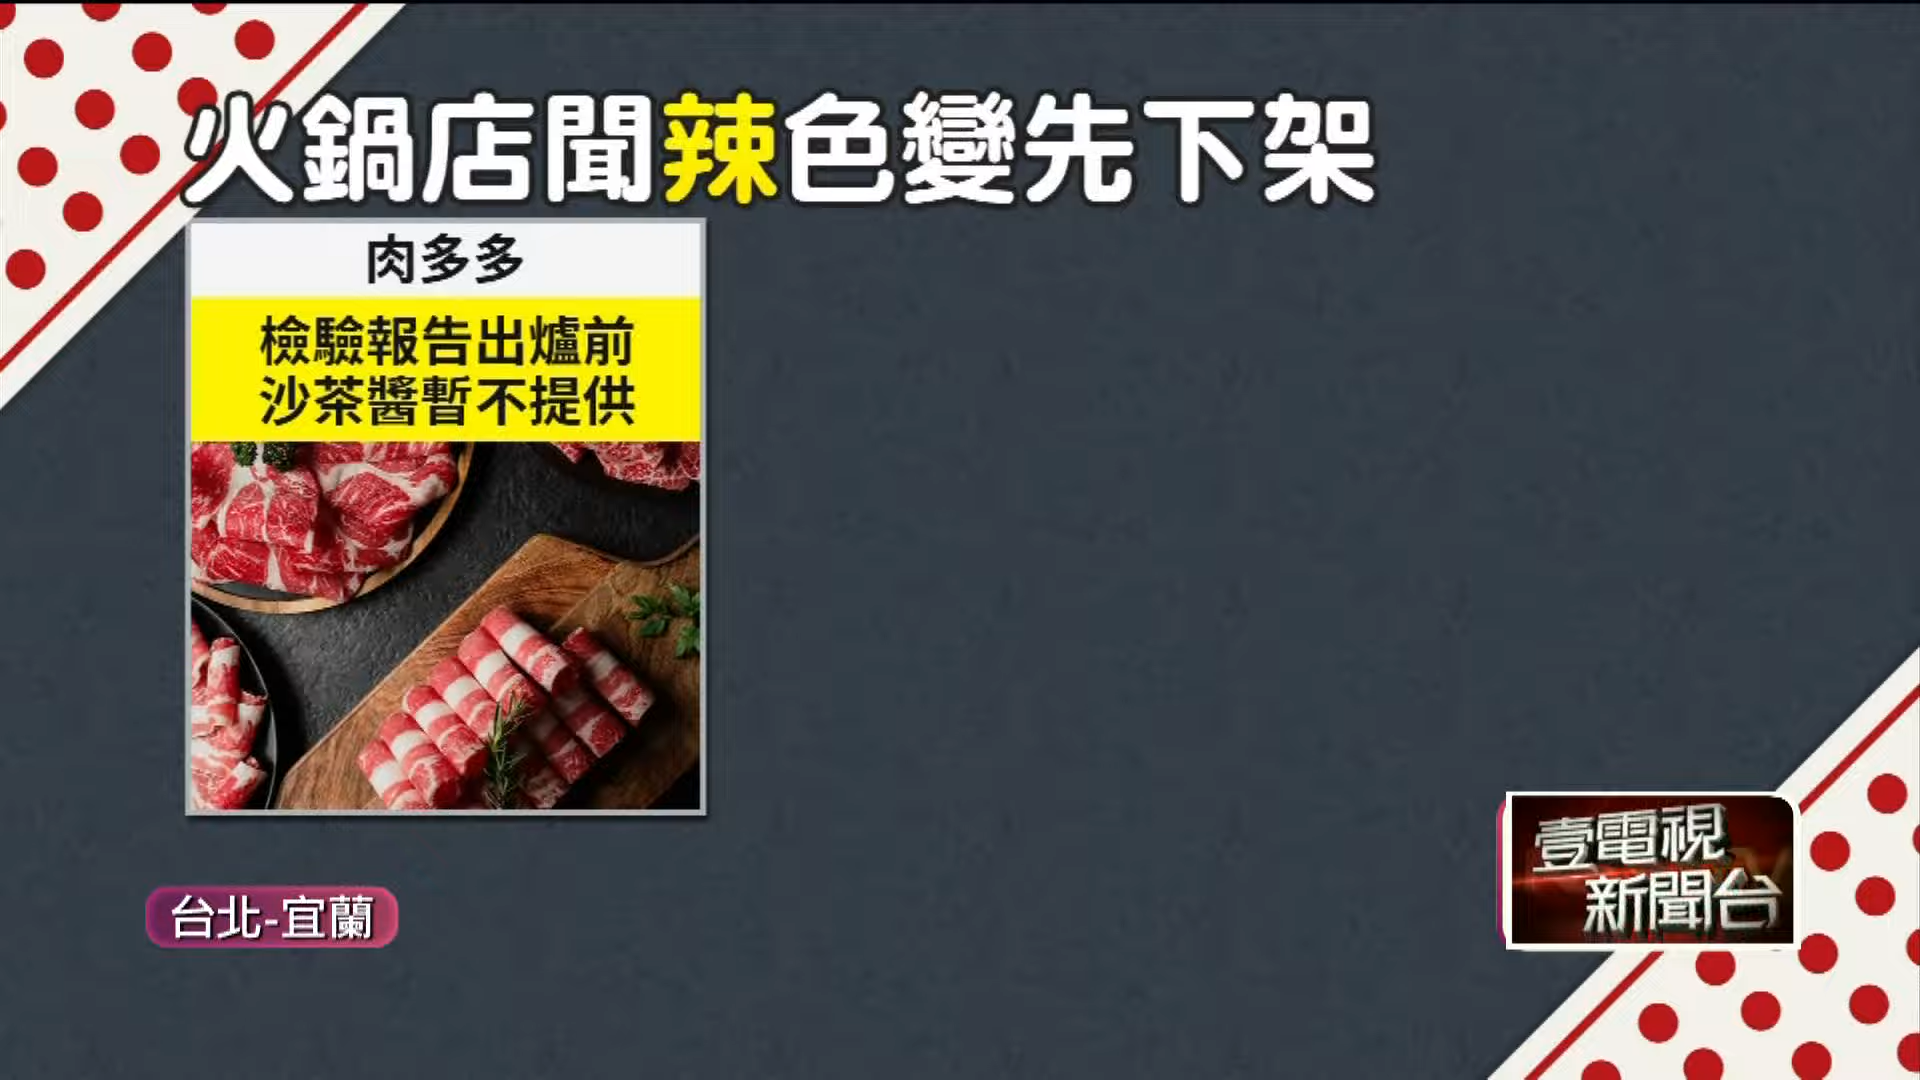 火鍋店聞辣色變先下架
肉多多
檢驗報告出爐前
沙茶醬暫不提供
台北-宜蘭
壹電視
新聞台